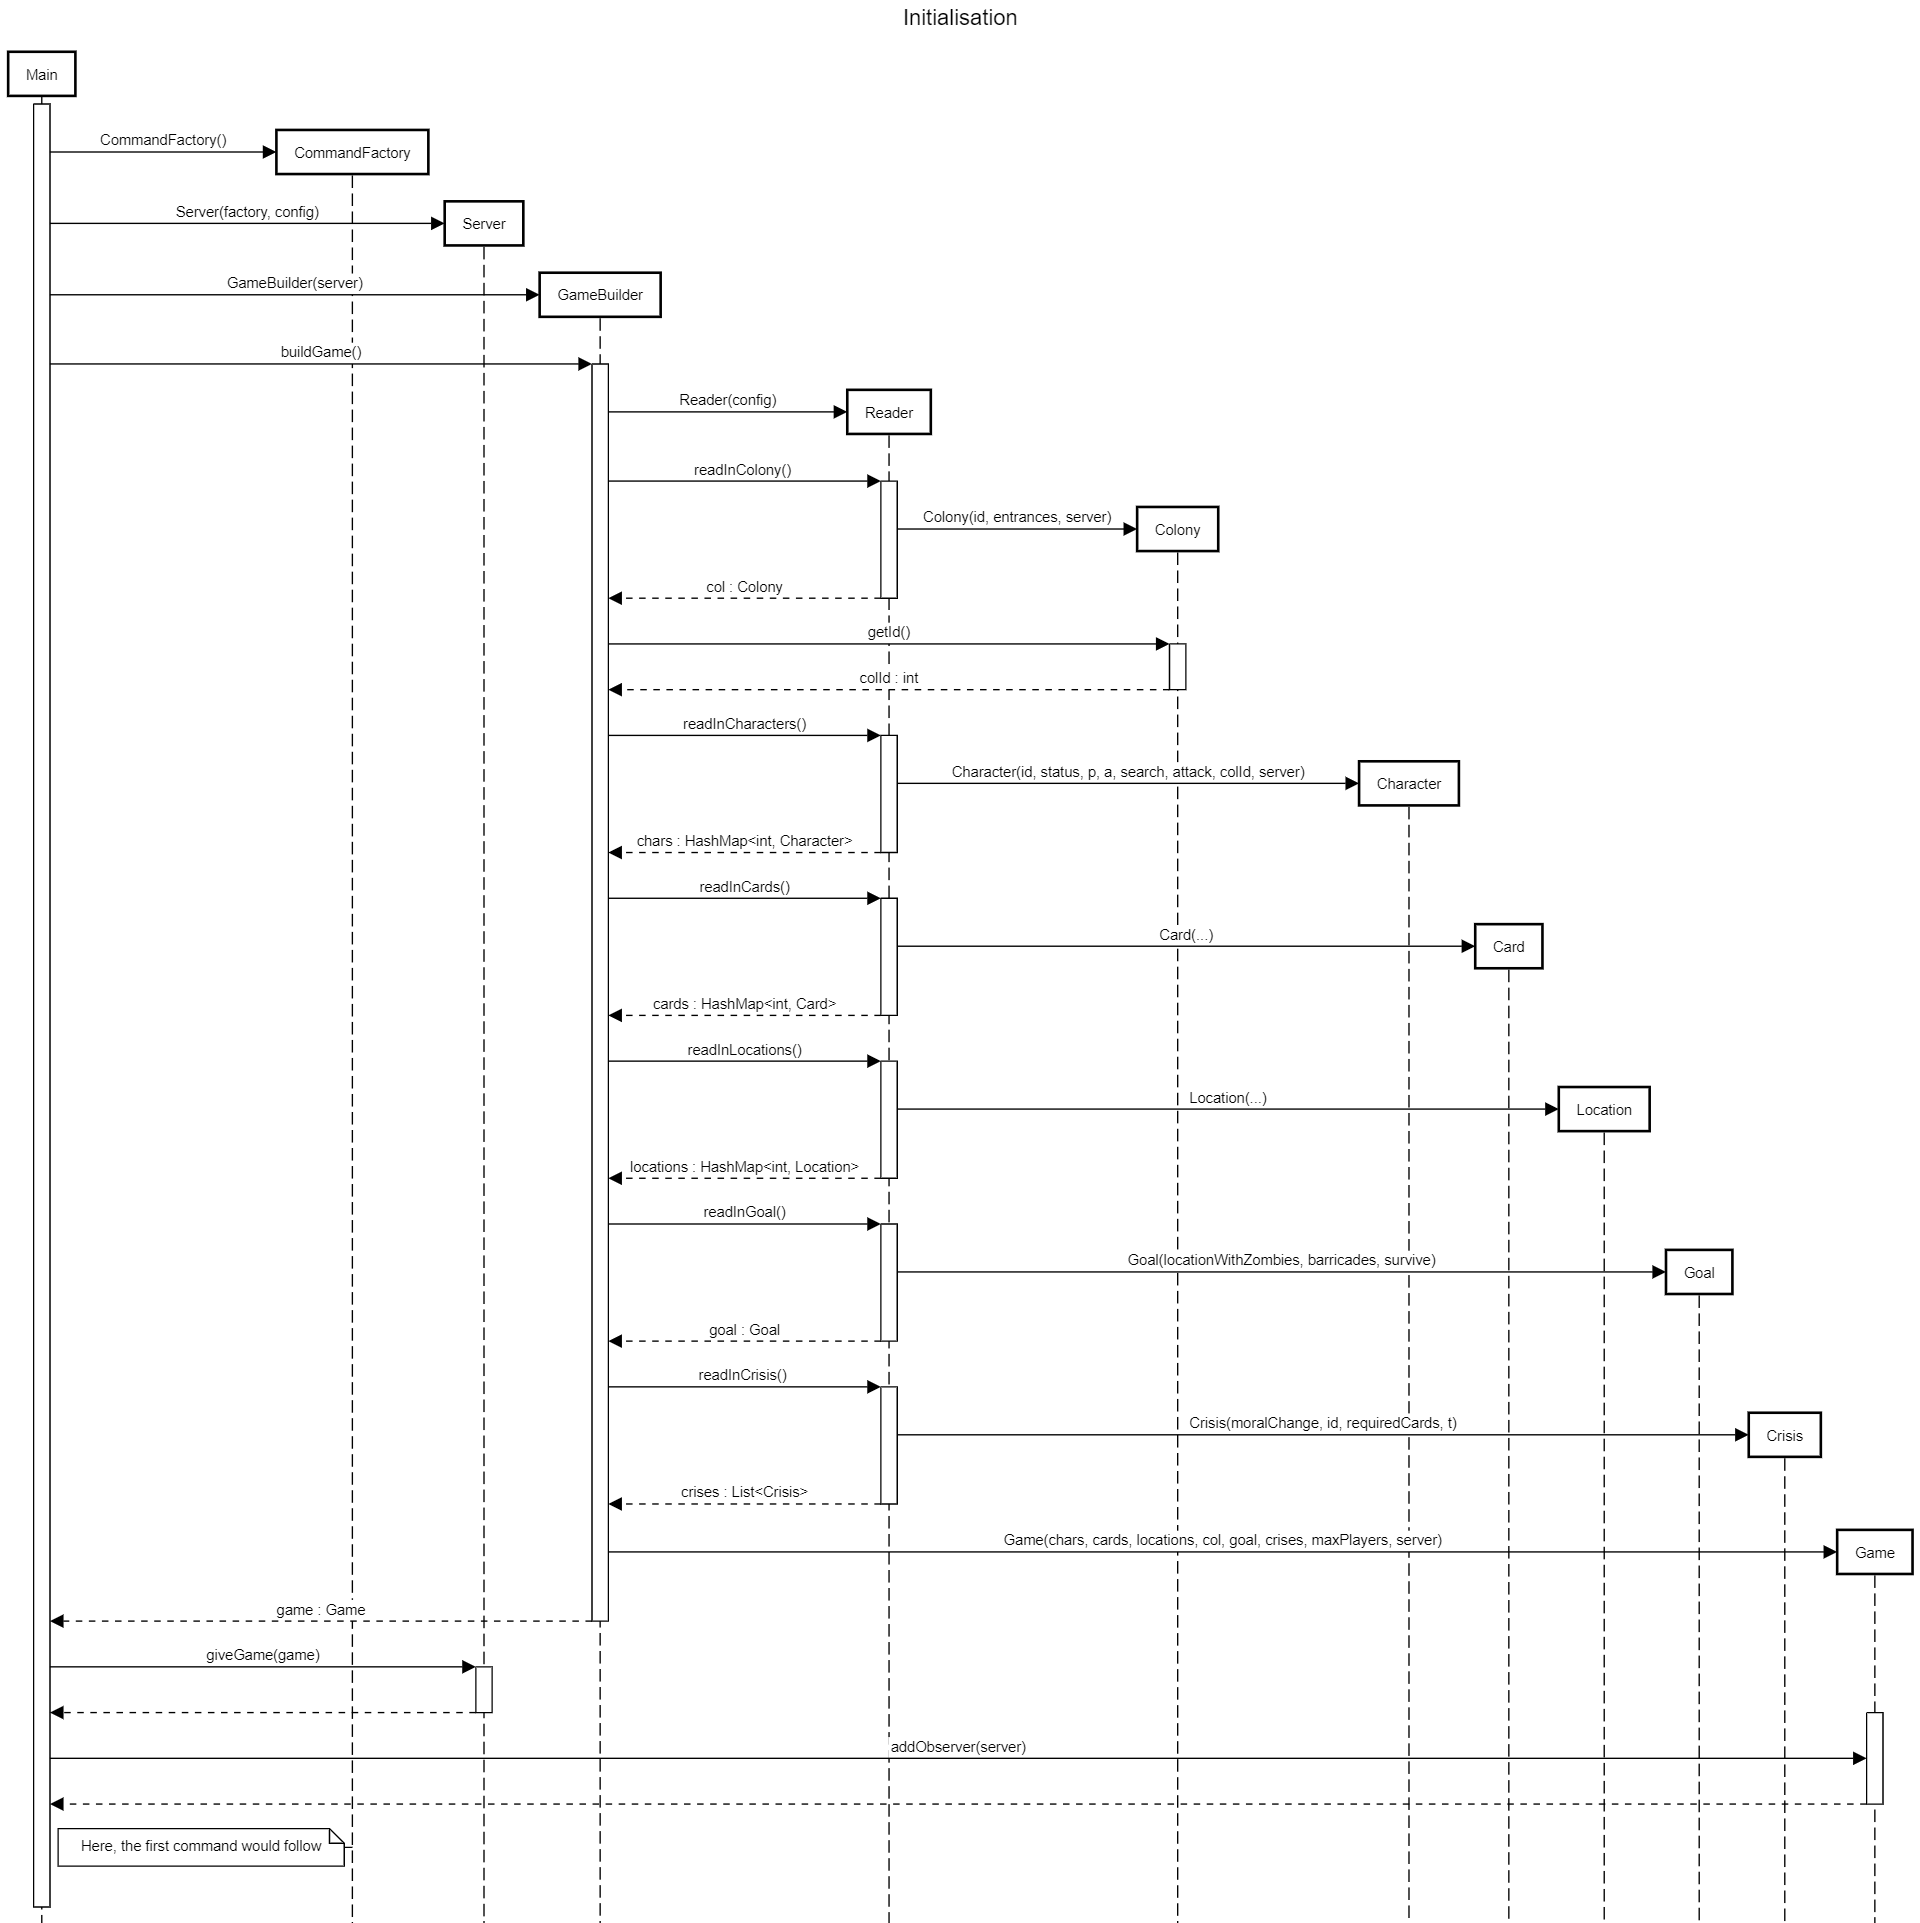 Initialisation
Main
CommandFactory()
CommandFactory
Server(factory, config)
Server
GameBuilder(server)
GameBuilder
buildGame()
Reader(config)
Reader
readInColony()
Colony(id, entrances, server)
Colony
col : Colony
getId()
colId : int
readInCharacters()
Character(id, status, p, a, search, attack, colId, server)
Character
chars : HashMap<int, Character>
readInCards()
Card(...)
Card
cards : HashMap<int, Card>
readInLocations()
Location(...)
Location
locations : HashMap<int, Location>
readInGoal()
Goal(locationWithZombies, barricades, survive)
Goal
goal : Goal
readInCrisis()
Crisis(moralChange, id, requiredCards, t)
Crisis
crises : List<Crisis>
Game(chars, cards, locations, col, goal, crises, maxPlayers, server)
Game
game : Game
giveGame(game)
addObserver(server)
Here, the first command would follow